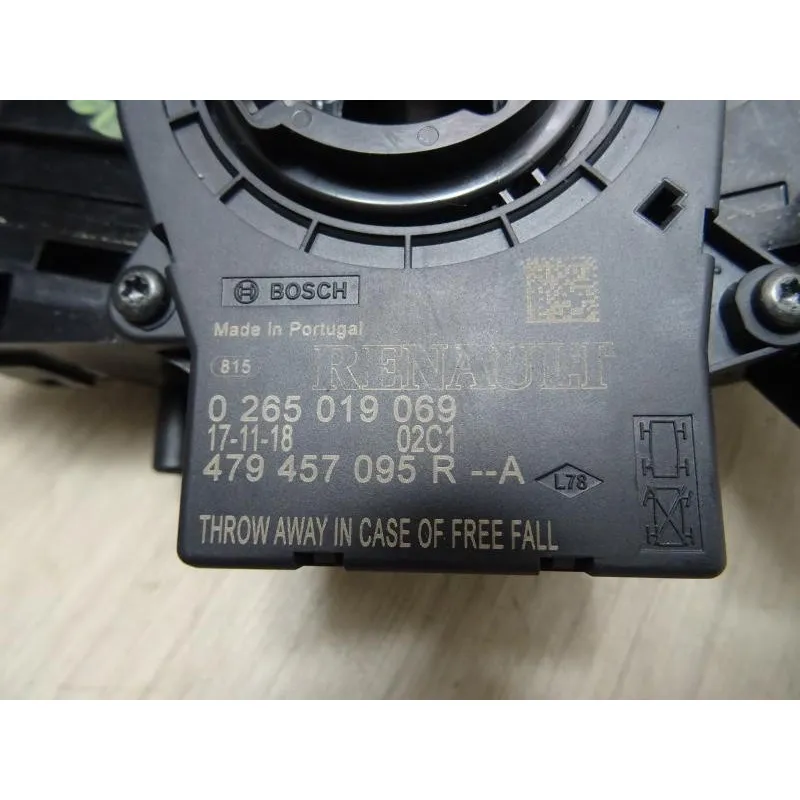 BOSCH
Made in Portugal
815
RENAULT
0 265 019 069
17-11-18 02C1
479 457 095 R --A
L78
THROW AWAY IN CASE OF FREE FALL